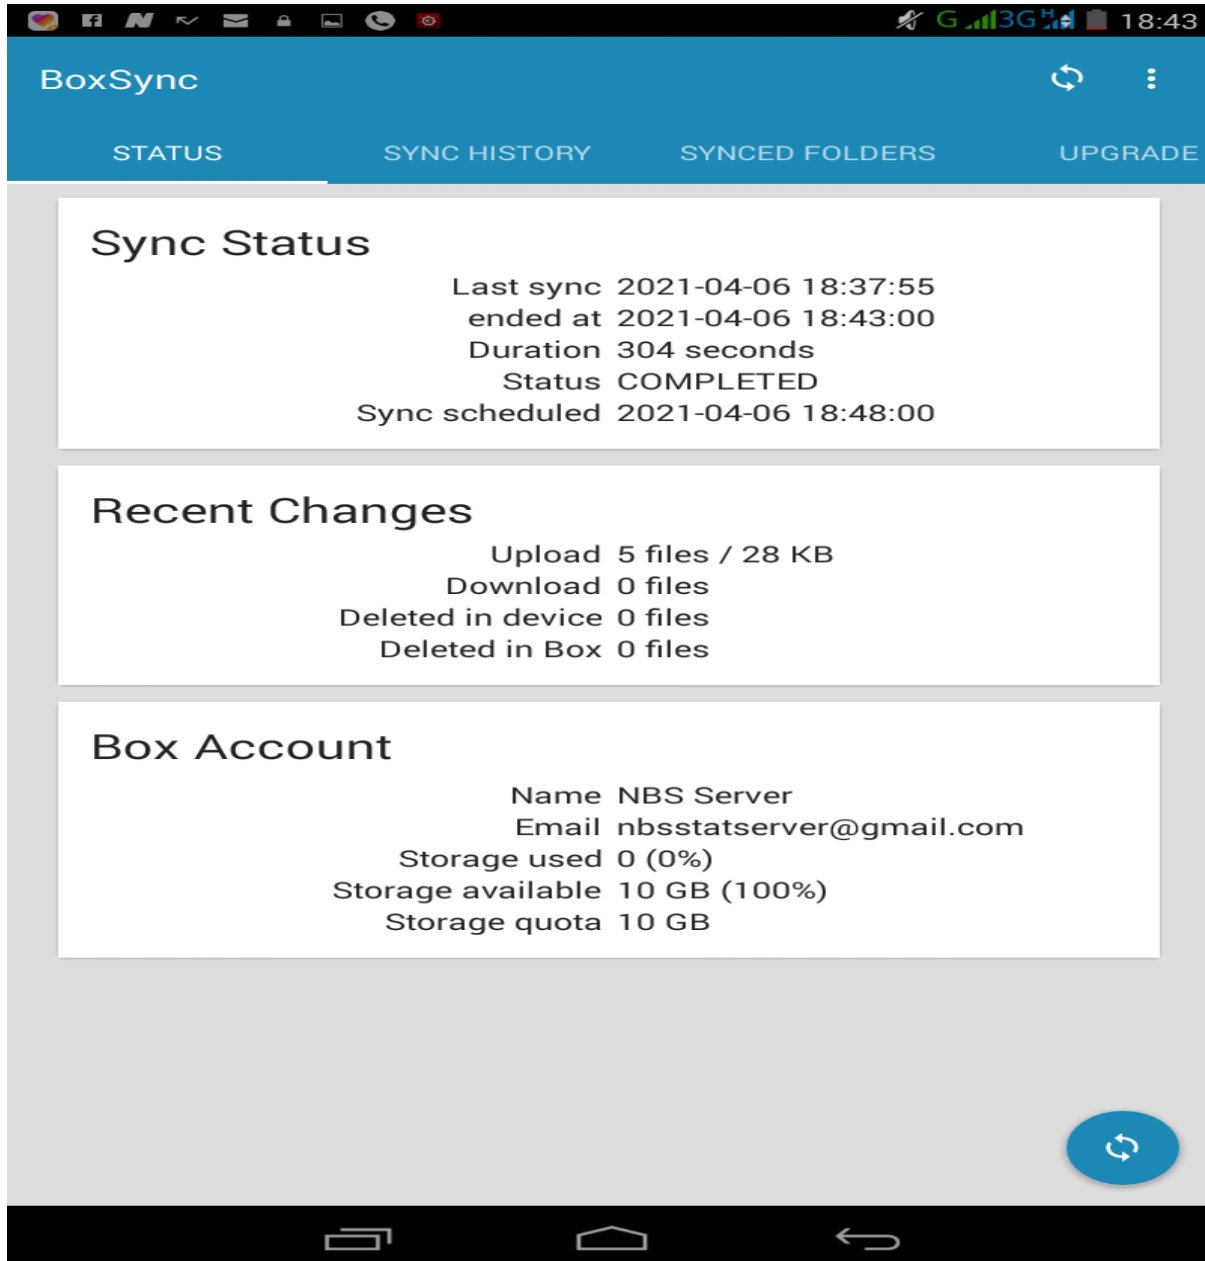 G 3G H 18:43
BoxSync
STATUS SYNC HISTORY SYNCED FOLDERS UPGRADE
Sync Status
Last sync 2021-04-06 18:37:55
ended at 2021-04-06 18:43:00
Duration 304 seconds
Status COMPLETED
Sync scheduled 2021-04-06 18:48:00
Recent Changes
Upload 5 files / 28 KB
Download 0 files
Deleted in device 0 files
Deleted in Box 0 files
Box Account
Name NBS Server
Email nbsstatserver@gmail.com
Storage used 0 (0%)
Storage available 10 GB (100%)
Storage quota 10 GB